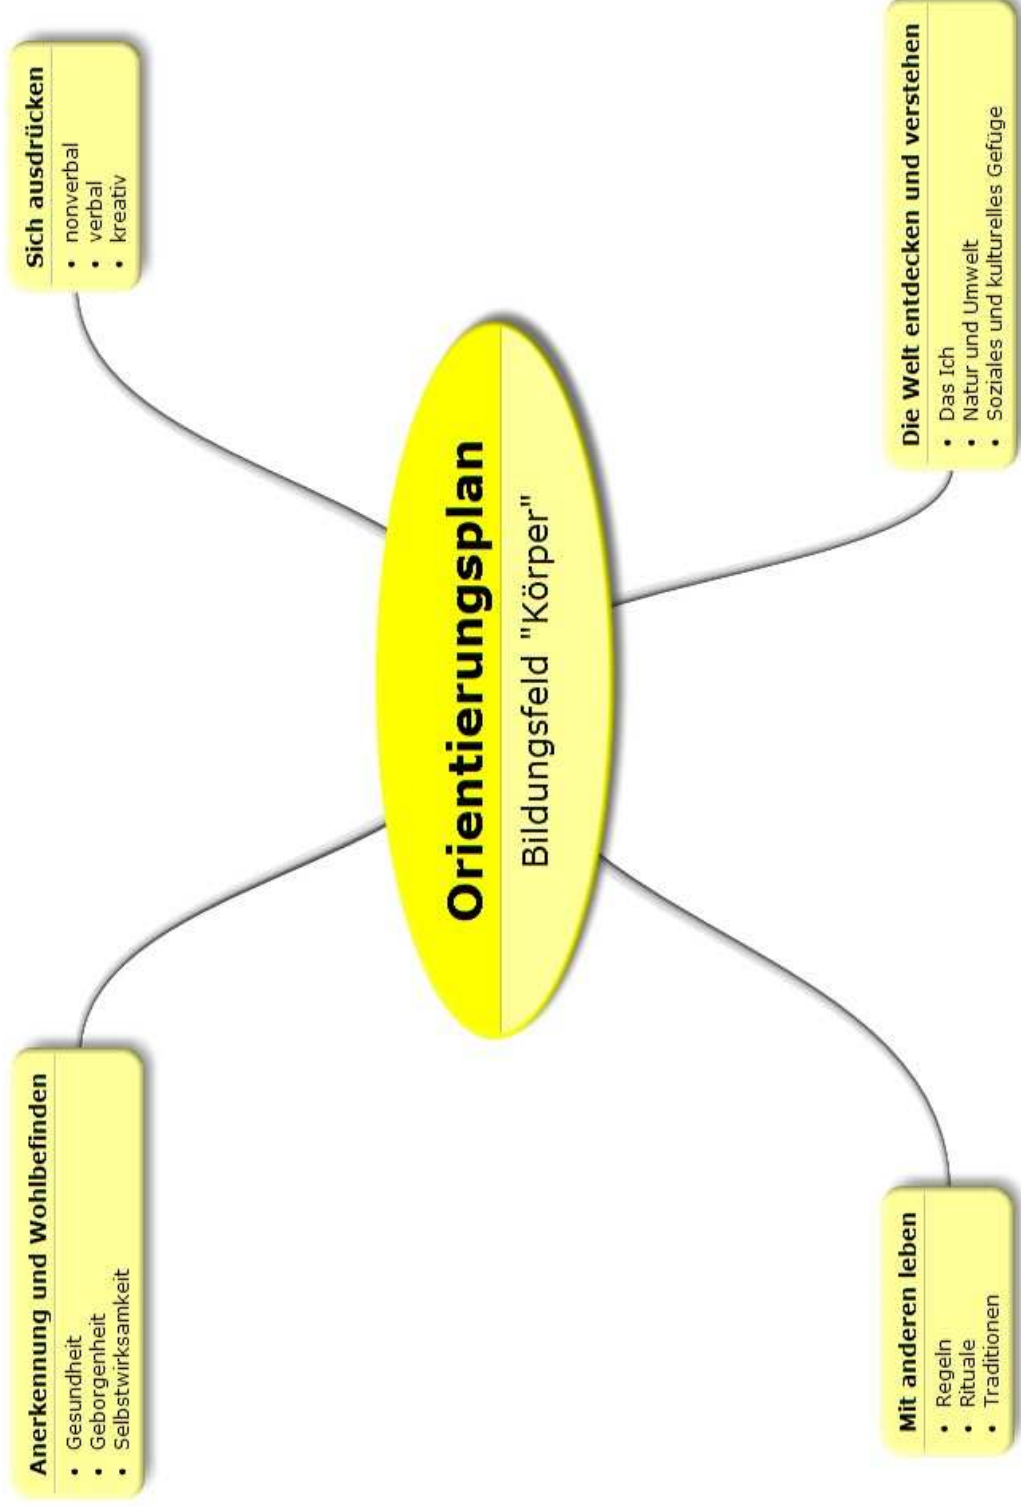 Orientierungsplan
Bildungsfeld "Körper"
Anerkennung und Wohlbefinden
• Gesundheit
• Geborgenheit
• Selbstwirksamkeit
Sich ausdrücken
• nonverbal
• verbal
• kreativ
Mit anderen leben
• Regeln
• Rituale
• Traditionen
Die Welt entdecken und verstehen
• Das Ich
• Natur und Umwelt
• Soziales und kulturelles Gefüge